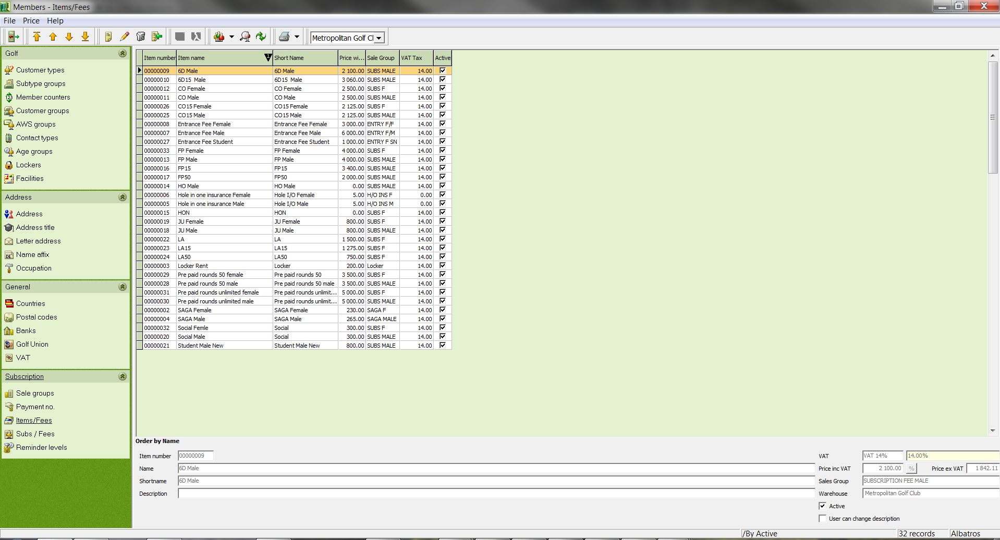 Members - Items/Fees
File Price Help
Metropolitan Golf Cl
Golf
Customer types
Subtype groups
Member counters
Customer groups
AWS groups
Contact types
Age groups
Lockers
Facilities
Address
Address
Address title
Letter address
Name affix
Occupation
General
Countries
Postal codes
Banks
Golf Union
VAT
Subscription
Sale groups
Payment no.
Items/Fees
Subs / Fees
Reminder levels
Item number Item name 1 Short Name Price wi... Sale Group VAT Tax Active
00000009 6D Male 6D Male 2 100.00 SUBS MALE 14.00
00000010 6D15 Male 6D15 Male 3 060.00 SUBS MALE 14.00
00000012 CO Female CO Female 2 500.00 SUBS F 14.00
00000011 CO Male CO Male 2 500.00 SUBS MALE 14.00
00000026 CO15 Female CO15 Female 2 125.00 SUBS F 14.00
00000025 CO15 Male CO15 Male 2 125.00 SUBS MALE 14.00
00000008 Entrance Fee Female Entrance Fee Female 3 000.00 ENTRY F/F 14.00
00000007 Entrance Fee Male Entrance Fee Male 6 000.00 ENTRY F/M 14.00
00000027 Entrance Fee Student Entrance Fee Student 1 000.00 ENTRY F SN 14.00
00000033 FP Female FP Female 4 000.00 SUBS F 14.00
00000013 FP Male FP Male 4 000.00 SUBS MALE 14.00
00000016 FP15 FP15 3 400.00 SUBS MALE 14.00
00000017 FP50 FP50 2 000.00 SUBS MALE 14.00
00000014 HO Male HO Male 0.00 SUBS MALE 14.00
00000006 Hole in one insurance Female Hole I/O Female 5.00 H/O INS F 0.00
00000005 Hole in one insurance Male Hole I/O Male 5.00 H/O INS M 0.00
00000015 HON HON 0.00 SUBS F 14.00
00000019 JU Female JU Female 800.00 SUBS F 14.00
00000018 JU Male JU Male 800.00 SUBS MALE 14.00
00000022 LA LA 1 500.00 SUBS F 14.00
00000023 LA15 LA15 1 275.00 SUBS F 14.00
00000024 LA50 LA50 750.00 SUBS F 14.00
00000003 Locker Rent Locker 200.00 Locker 14.00
00000029 Pre paid rounds 50 female Pre paid rounds 50 3 500.00 SUBS F 14.00
00000028 Pre paid rounds 50 male Pre paid rounds 50 male 3 500.00 SUBS MALE 14.00
00000031 Pre paid rounds unlimited female Pre paid rounds unlimit... 5 000.00 SUBS F 14.00
00000030 Pre paid rounds unlimited male Pre paid rounds unlimit... 5 000.00 SUBS MALE 14.00
00000002 SAGA Female SAGA Female 230.00 SAGA F 14.00
00000004 SAGA Male SAGA Male 265.00 SAGA MALE 14.00
00000032 Social Femle Social 300.00 SUBS F 14.00
00000020 Social Male Social 300.00 SUBS MALE 14.00
00000021 Student Male New Student Male New 800.00 SUBS MALE 14.00
Order by Name
Item number 00000009 VAT VAT 14% 14.00%
Name 6D Male Price inc VAT 2 100.00 % Price ex VAT 1 842.11
Shortname 6D Male Sales Group SUBSCRIPTION FEE MALE
Description Warehouse Metropolitan Golf Club
Active
User can change description
/By Active 32 records Albatros